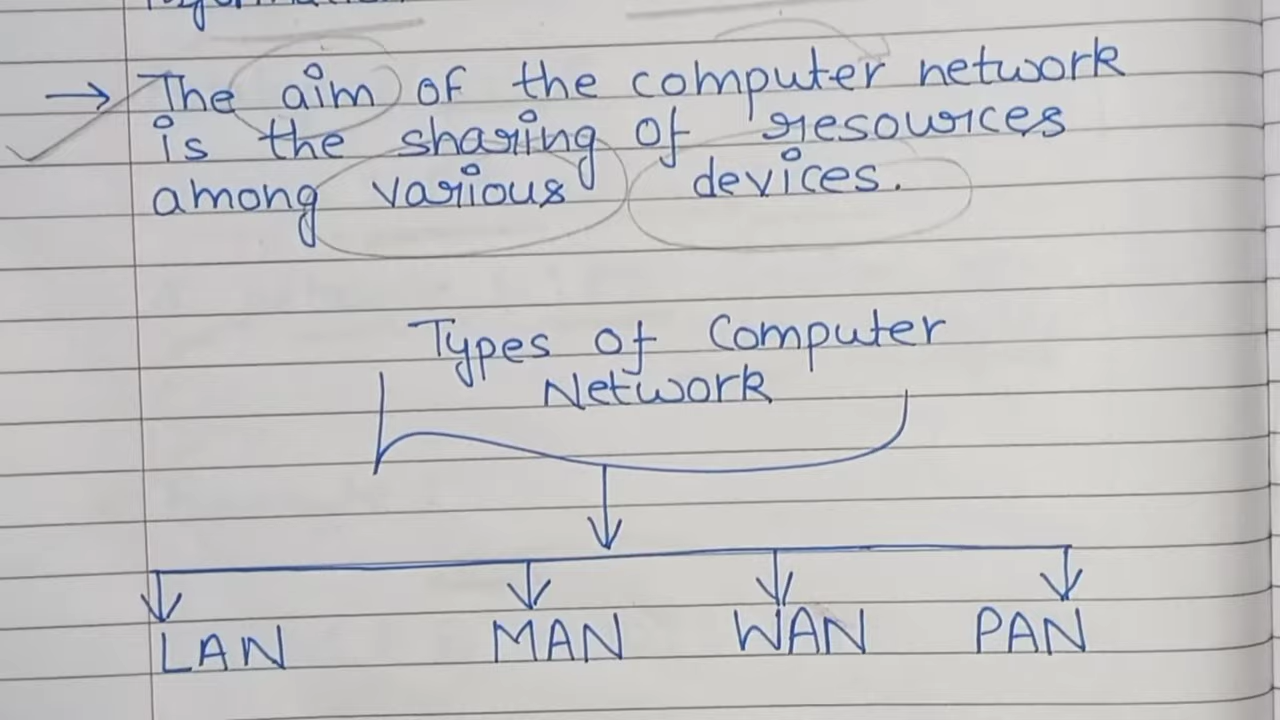 → The aim of the computer network
is the sharing of resources
among various devices.
Types of Computer
Network
LAN MAN WAN PAN